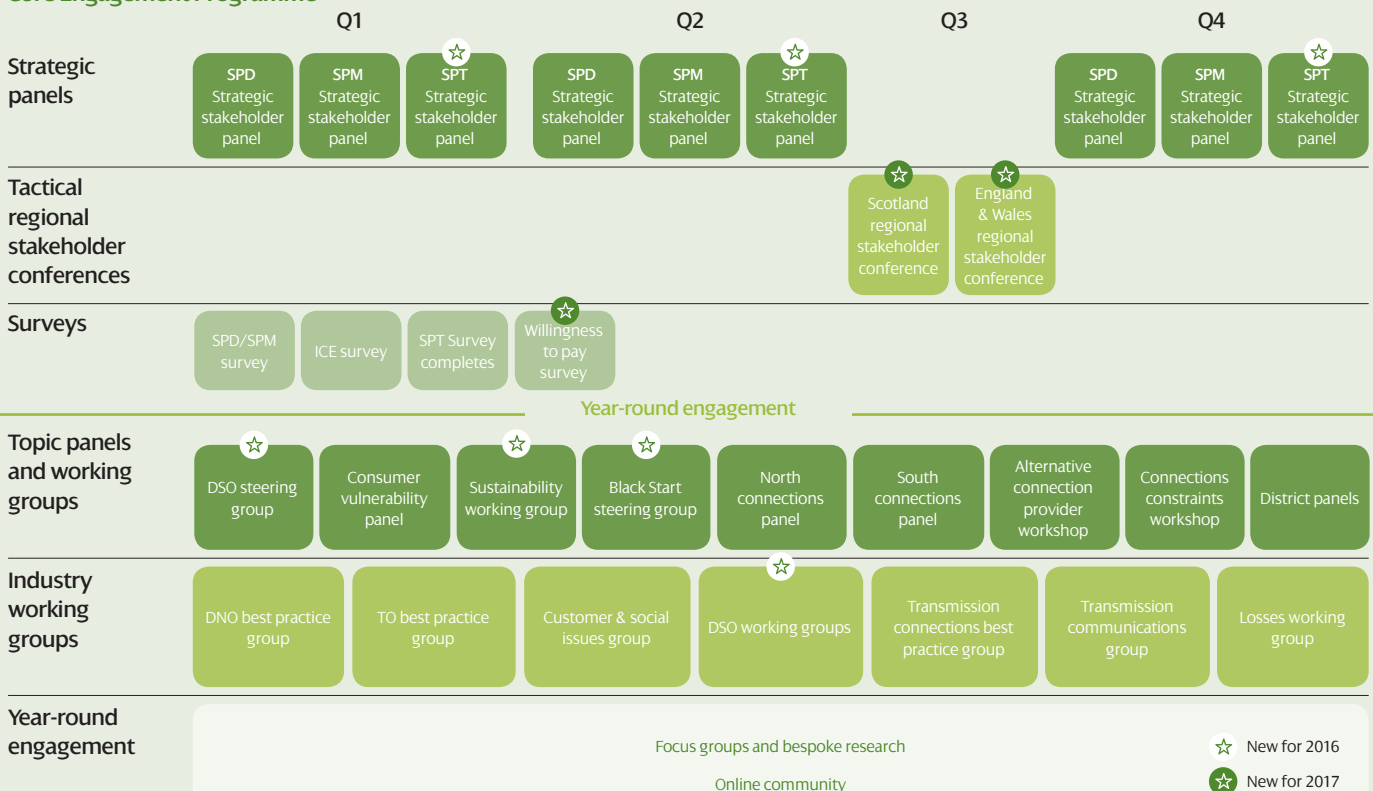 Core Engagement Programme
Q1
Q2
Q3
Q4
Strategic
panels
SPD
Strategic
stakeholder
panel
SPM
Strategic
stakeholder
panel
SPT
Strategic
stakeholder
panel
SPD
Strategic
stakeholder
panel
SPM
Strategic
stakeholder
panel
SPT
Strategic
stakeholder
panel
SPD
Strategic
stakeholder
panel
SPM
Strategic
stakeholder
panel
SPT
Strategic
stakeholder
panel
Tactical
regional
stakeholder
conferences
Scotland
regional
stakeholder
conference
England
& Wales
regional
stakeholder
conference
Surveys
SPD/SPM
survey
ICE survey
SPT Survey
completes
Willingness
to pay
survey
Year-round engagement
Topic panels
and working
groups
DSO steering
group
Consumer
vulnerability
panel
Sustainability
working group
Black Start
steering group
North
connections
panel
South
connections
panel
Alternative
connection
provider
workshop
Connections
constraints
workshop
District panels
Industry
working
groups
DNO best practice
group
TO best practice
group
Customer & social
issues group
DSO working groups
Transmission
connections best
practice group
Transmission
communications
group
Losses working
group
Year-round
engagement
Focus groups and bespoke research
Online community
New for 2016
New for 2017